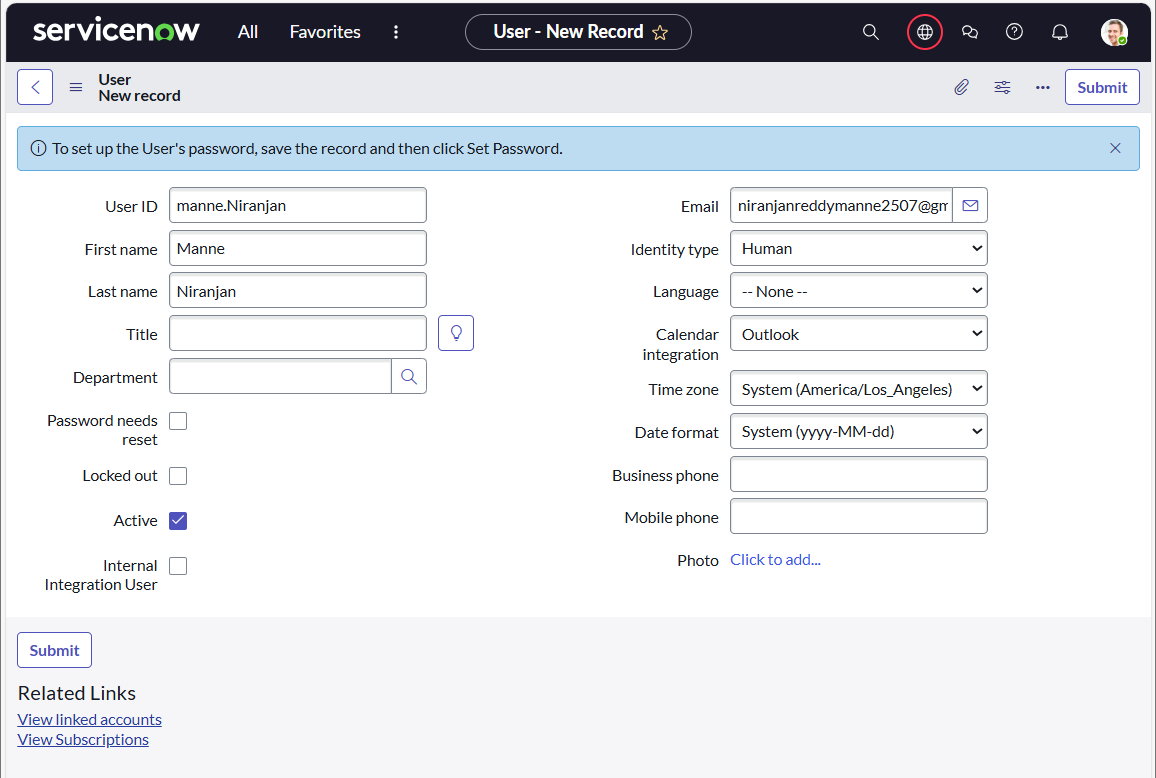 servicenow All Favorites User - New Record
User
New record
Submit
To set up the User's password, save the record and then click Set Password.
User ID manne.Niranjan
First name Manne
Last name Niranjan
Title
Department
Password needs
reset
Locked out
Active
Internal
Integration User
Email niranjanreddymanne2507@gm
Identity type Human
Language -- None --
Calendar
integration Outlook
Time zone System (America/Los_Angeles)
Date format System (yyyy-MM-dd)
Business phone
Mobile phone
Photo Click to add...
Submit
Related Links
View linked accounts
View Subscriptions